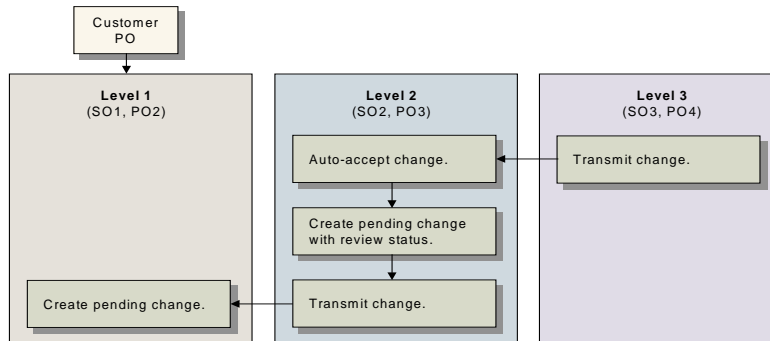 Customer
PO
Level 1
(SO1, PO2)
Level 2
(SO2, PO3)
Level 3
(SO3, PO4)
Auto-accept change.
Transmit change.
Create pending change
with review status.
Create pending change.
Transmit change.